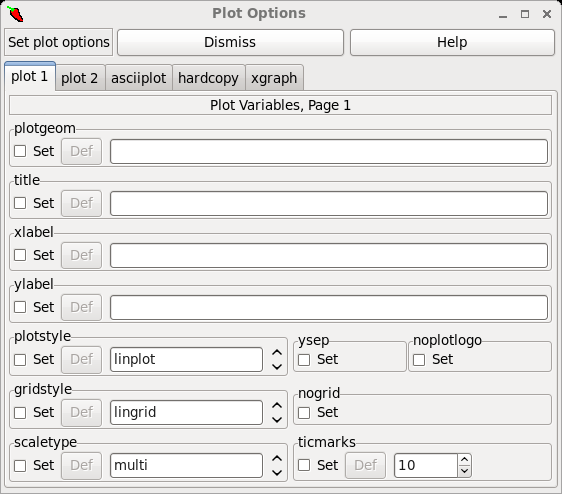 Plot Options
Set plot options Dismiss Help
plot 1 plot 2 asciiplot hardcopy xgraph
Plot Variables, Page 1
plotgeom
Set Def
title
Set Def
xlabel
Set Def
ylabel
Set Def
plotstyle ysep noplotlogo
Set Def linplot Set Set
gridstyle nogrid
Set Def lingrid Set
scaletype ticmarks
Set Def multi Set Def 10